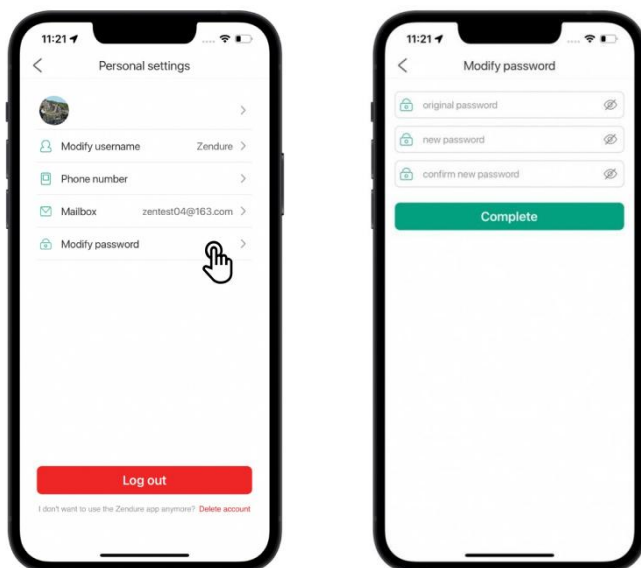 11:21
Personal settings
Modify username Zendure
Phone number
Mailbox zentest04@163.com
Modify password
Log out
I don't want to use the Zendure app anymore? Delete account
11:21
Modify password
original password
new password
confirm new password
Complete